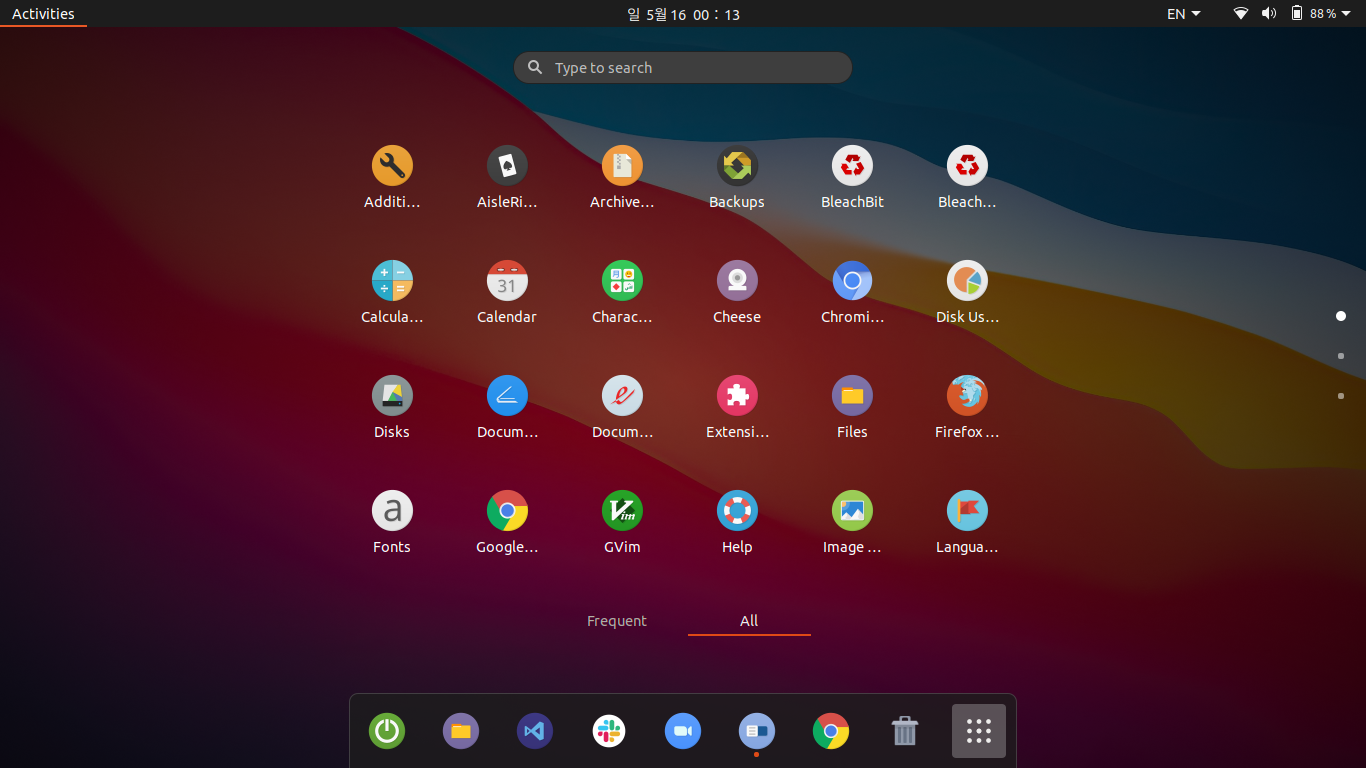 Activities
일 5월 16 00 : 13
EN
88 %
Type to search
Additi…
AisleRi…
Archive…
Backups
BleachBit
Bleach…
Calcula…
31
Calendar
Charac…
Cheese
Chromi…
Disk Us…
Disks
Docum…
Docum…
Extensi…
Files
Firefox …
a
Fonts
Google…
Vim
GVim
Help
Image …
Langua…
Frequent
All